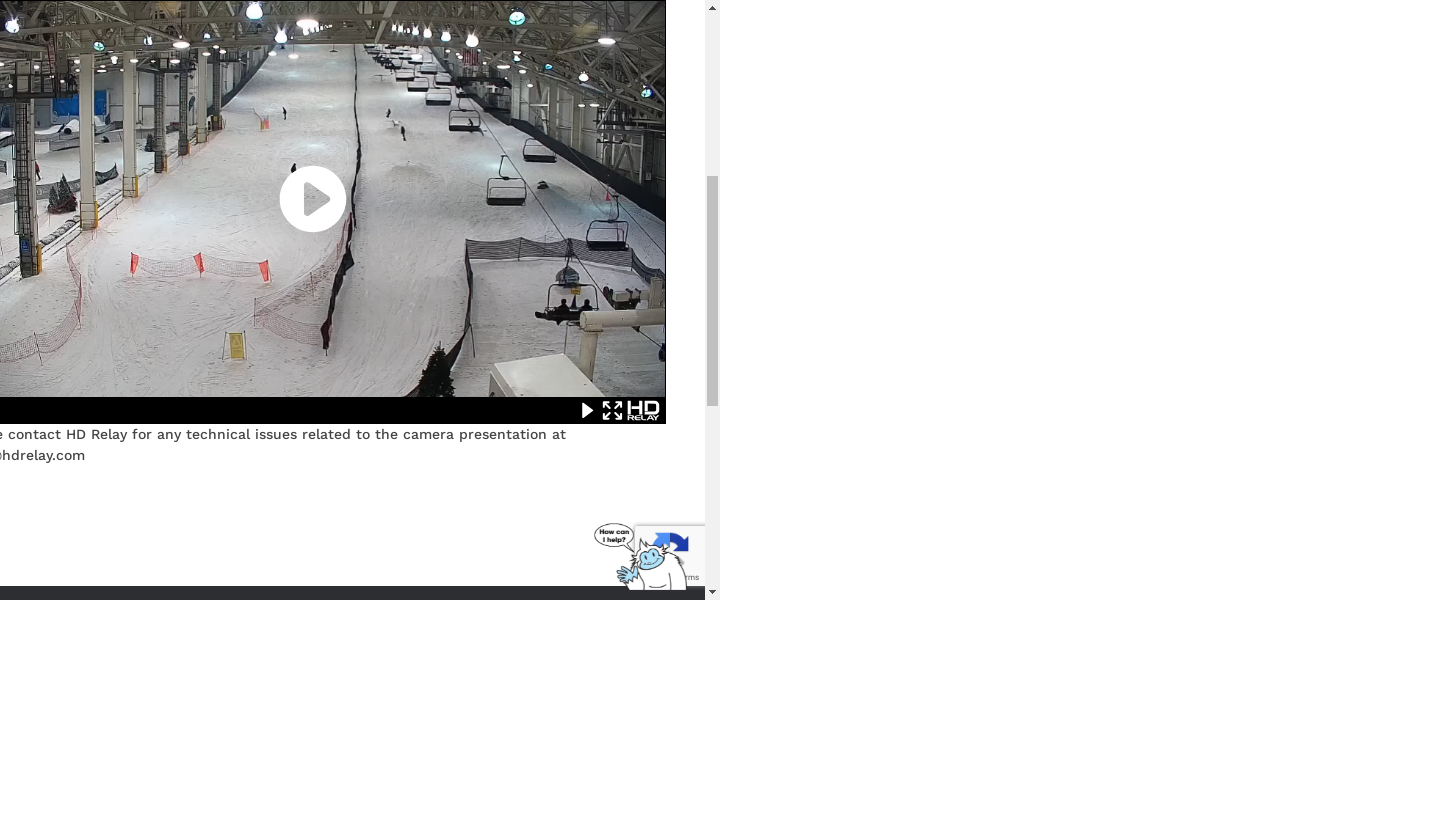 HD
RELAY
contact HD Relay for any technical issues related to the camera presentation at
@hdrelay.com
How can
I help?